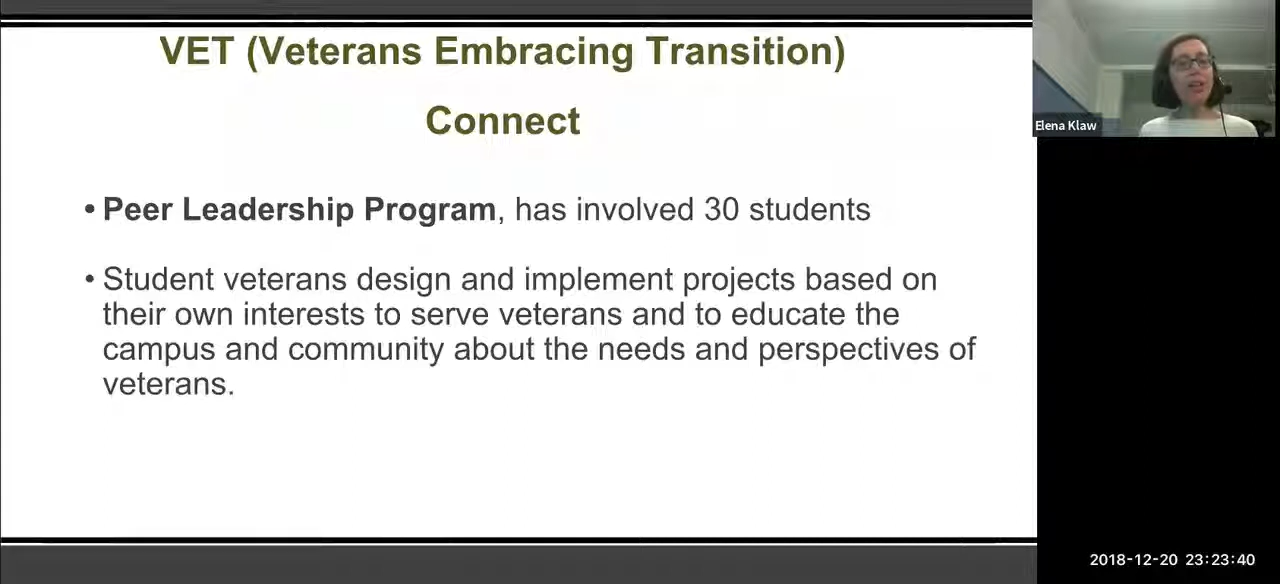 VET (Veterans Embracing Transition)
Connect
• Peer Leadership Program, has involved 30 students
• Student veterans design and implement projects based on
their own interests to serve veterans and to educate the
campus and community about the needs and perspectives of
veterans.
Elena Klaw
2018-12-20 23:23:40